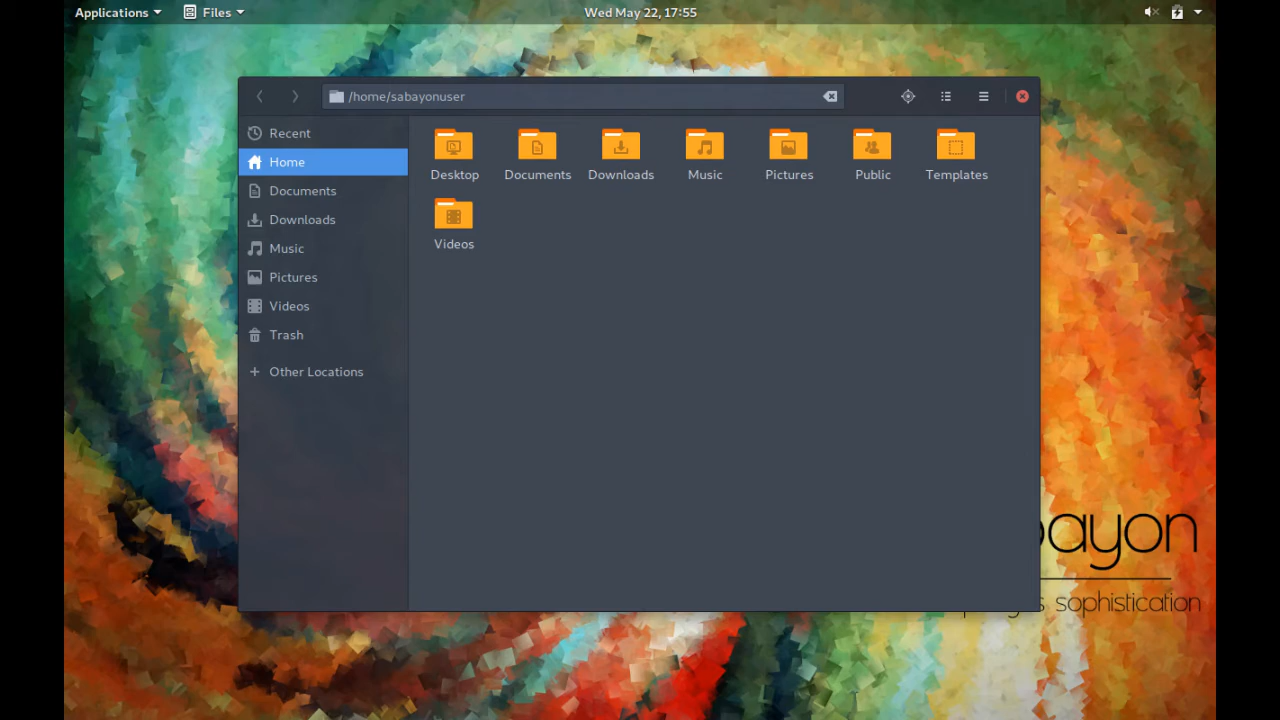 Applications Files Wed May 22, 17:55
/home/sabayonuser
Recent
Home
Documents
Downloads
Music
Pictures
Videos
Trash
Other Locations
Desktop Documents Downloads Music Pictures Public Templates
Videos
bayon
sophistication